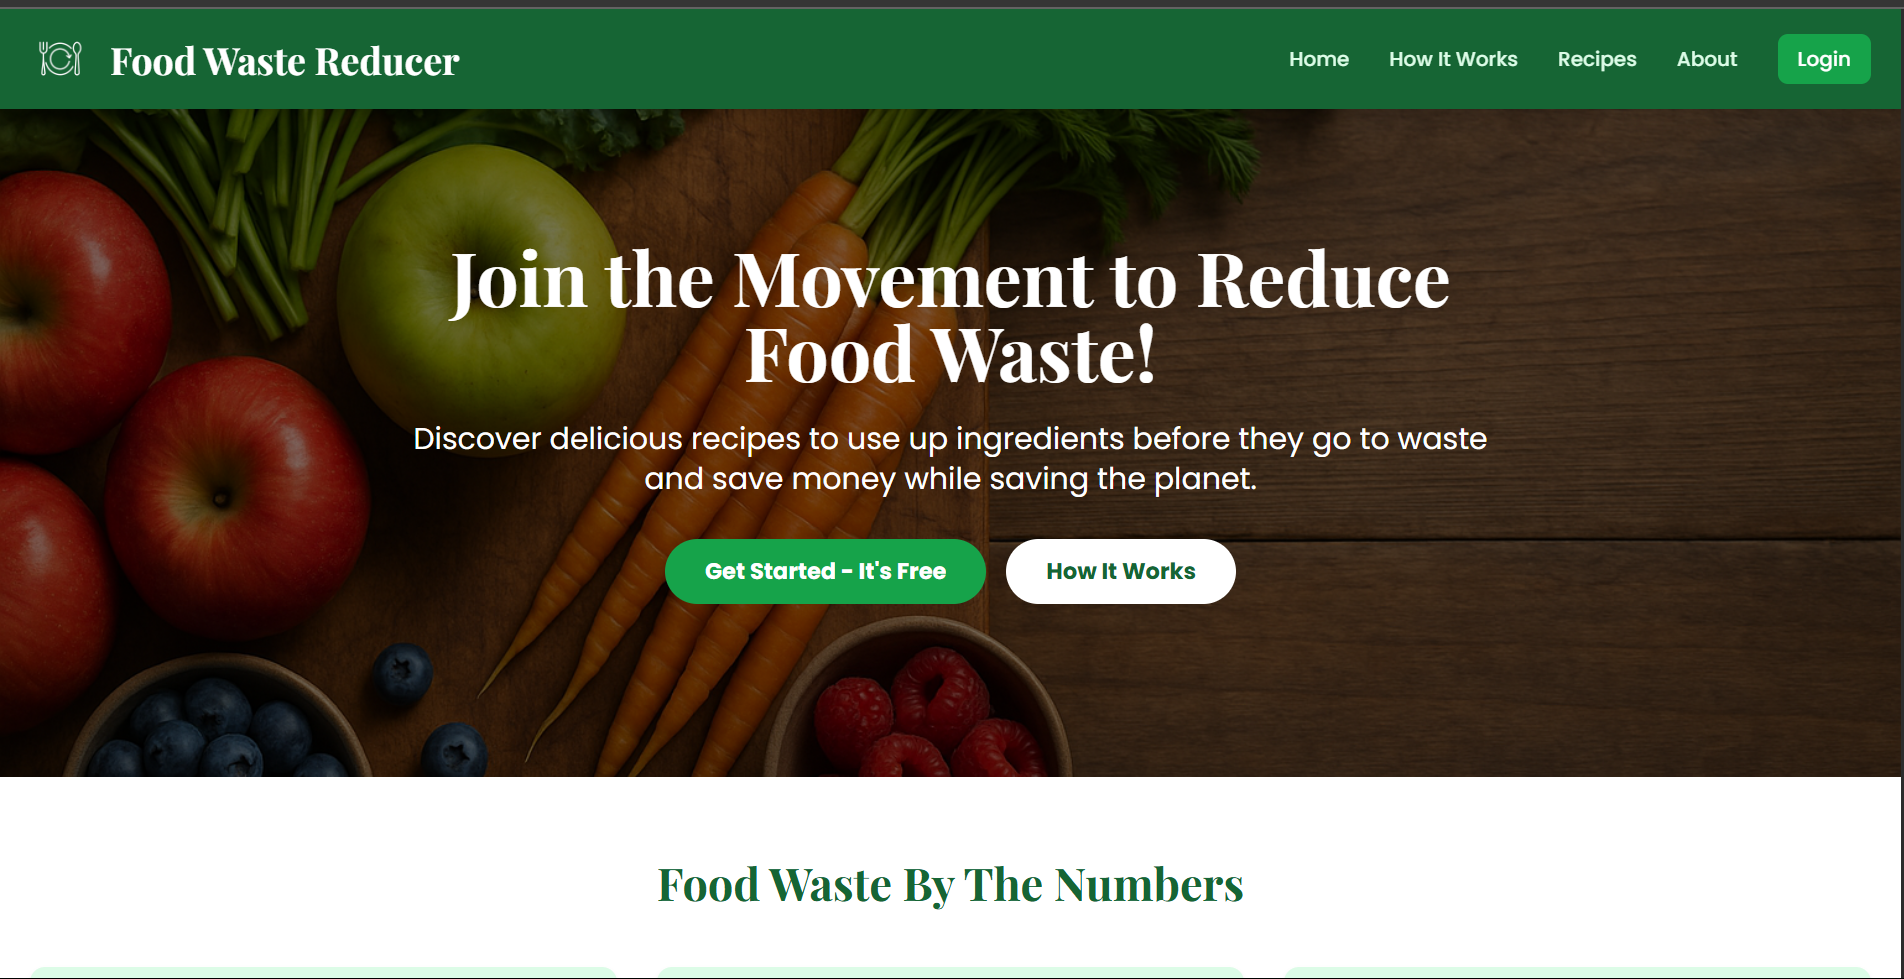 Food Waste Reducer
Home
How It Works
Recipes
About
Login
Join the Movement to Reduce
Food Waste!
Discover delicious recipes to use up ingredients before they go to waste
and save money while saving the planet.
Get Started - It's Free
How It Works
Food Waste By The Numbers